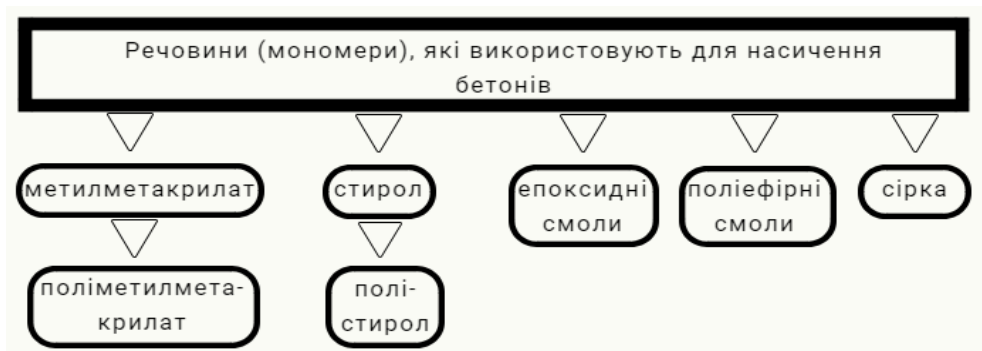 Речовини (мономери), які використовують для насичення
бетонів
метилметакрилат
стирол
епоксидні
смоли
поліефірні
смоли
сірка
поліметилмета-
крилат
полі-
стирол